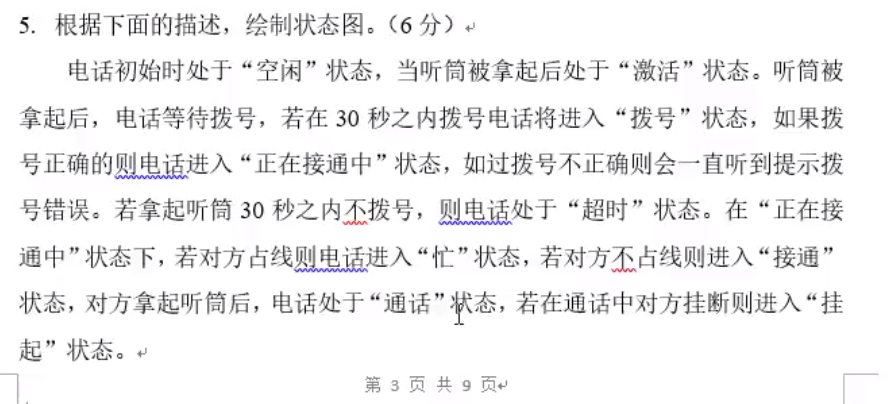 5. 根据下面的描述，绘制状态图。（6 分）
电话初始时处于“空闲”状态，当听筒被拿起后处于“激活”状态。听筒被
拿起后，电话等待拨号，若在 30 秒之内拨号电话将进入“拨号”状态，如果拨
号正确的则电话进入“正在接通中”状态，如过拨号不正确则会一直听到提示拨
号错误。若拿起听筒 30 秒之内不拨号，则电话处于“超时”状态。在“正在接
通中”状态下，若对方占线则电话进入“忙”状态，若对方不占线则进入“接通”
状态，对方拿起听筒后，电话处于“通话”状态，若在通话中对方挂断则进入“挂
起”状态。
第 3 页 共 9 页